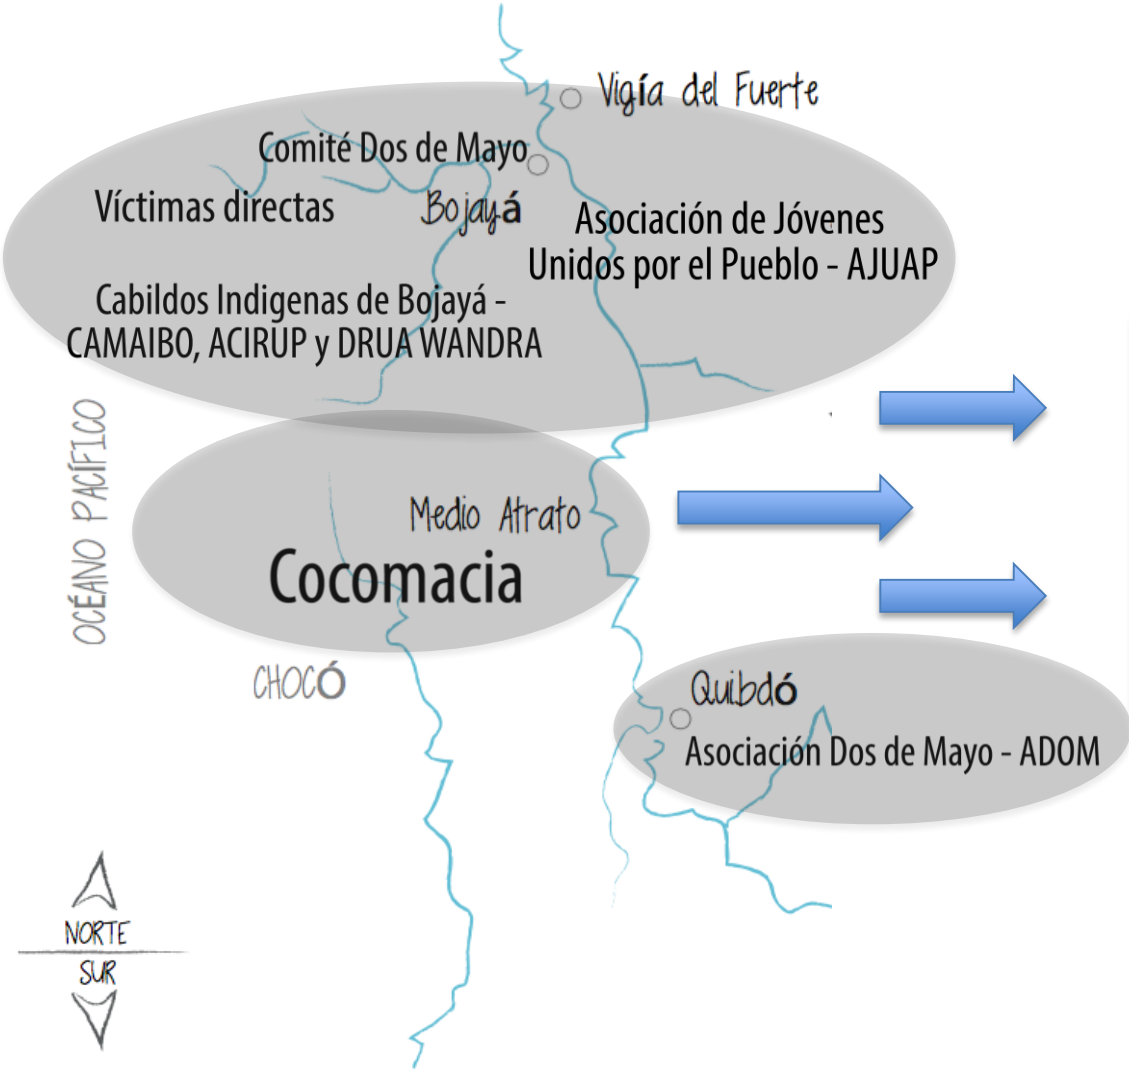 Vigía del Fuerte
Comité Dos de Mayo
Víctimas directas
Bojayá
Asociación de Jóvenes
Unidos por el Pueblo - AJUAP
Cabildos Indigenas de Bojayá -
CAMAIBO, ACIRUP y DRUA WANDRA
OCÉANO PACÍFICO
Medio Atrato
Cocomacia
CHOCÓ
Quibdó
Asociación Dos de Mayo - ADOM
NORTE
SUR